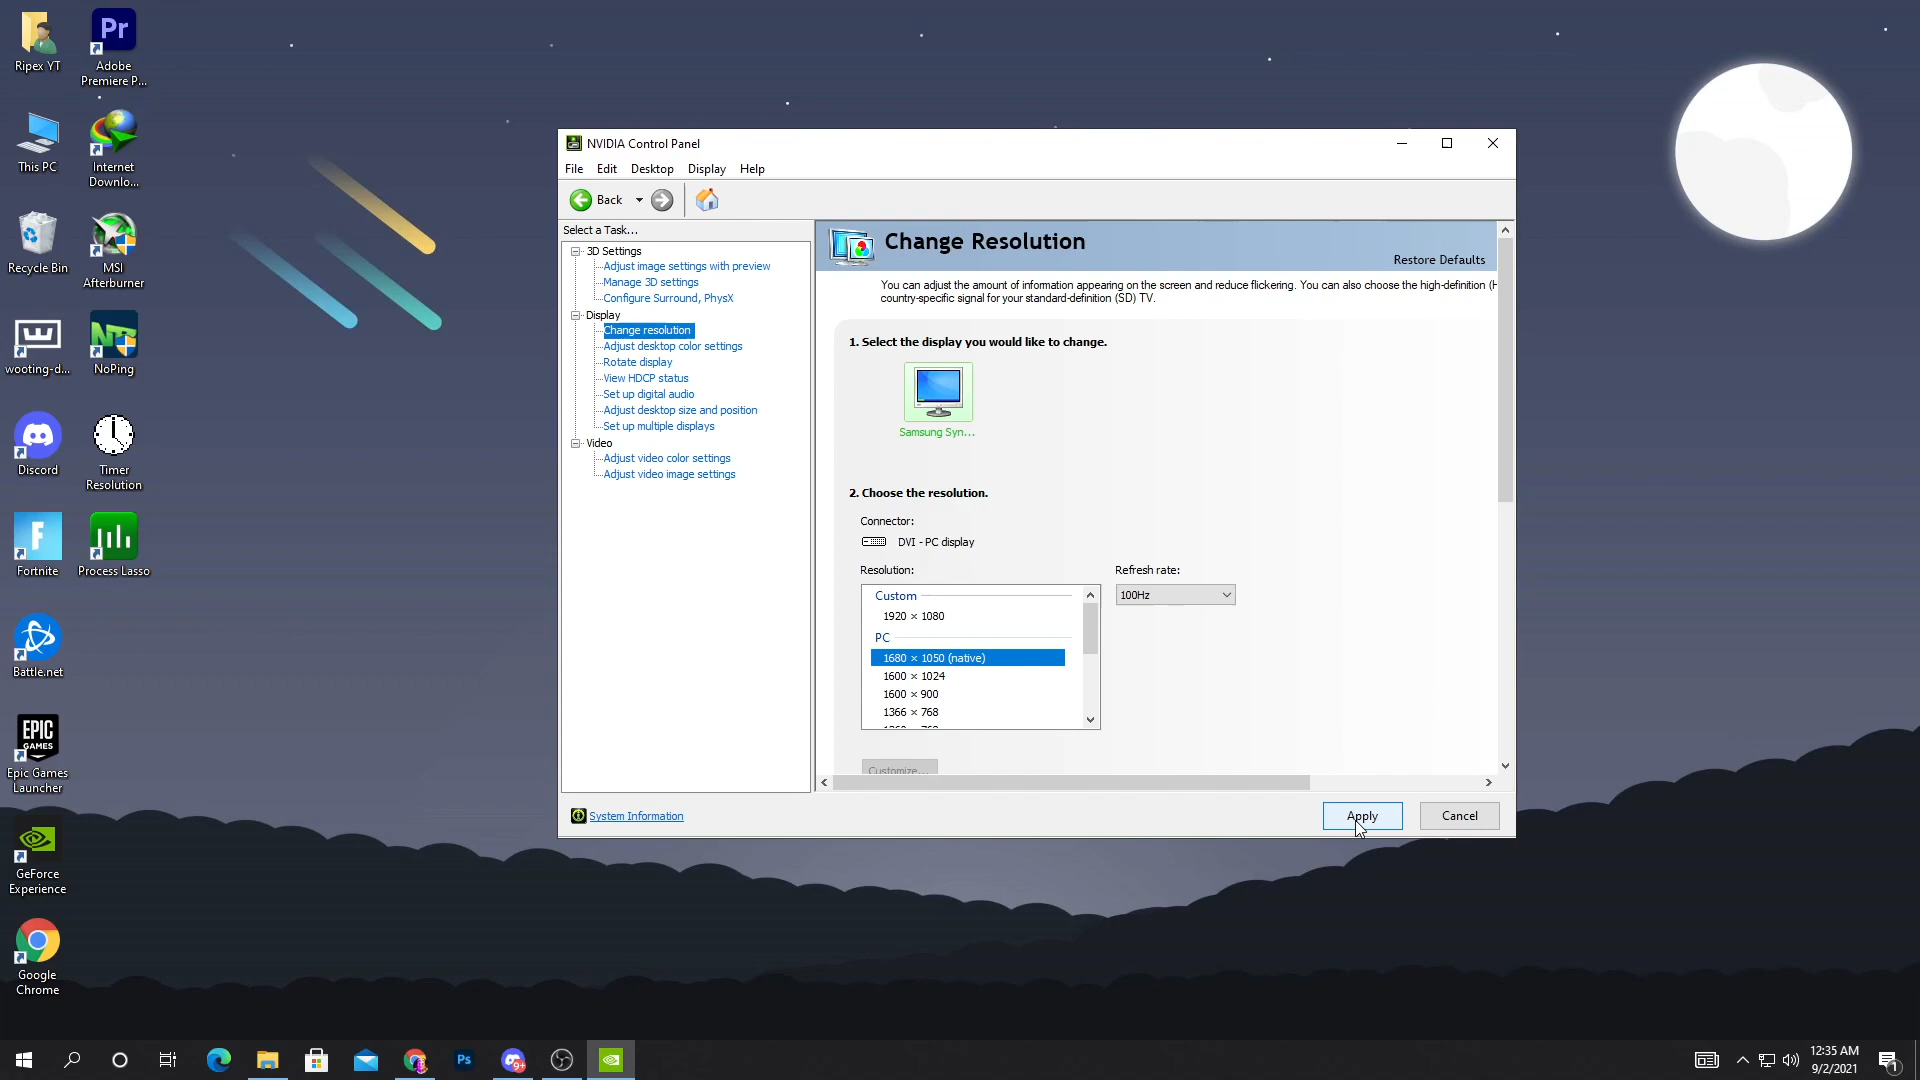 Ripex YT
Pr
Adobe
Premiere P...
This PC
Internet
Downlo...
Recycle Bin
MSI
Afterburner
wooting-d...
NoPing
Discord
Timer
Resolution
Fortnite
Process Lasso
Battle.net
EPIC
GAMES
Epic Games
Launcher
GeForce
Experience
Google
Chrome
NVIDIA Control Panel
File Edit Desktop Display Help
Back
Select a Task...
3D Settings
Adjust image settings with preview
Manage 3D settings
Configure Surround, PhysX
Display
Change resolution
Adjust desktop color settings
Rotate display
View HDCP status
Set up digital audio
Adjust desktop size and position
Set up multiple displays
Video
Adjust video color settings
Adjust video image settings
System Information
Change Resolution
Restore Defaults
You can adjust the amount of information appearing on the screen and reduce flickering. You can also choose the high-definition (H
country-specific signal for your standard-definition (SD) TV.
1. Select the display you would like to change.
Samsung Syn...
2. Choose the resolution.
Connector:
DVI - PC display
Resolution:
Refresh rate:
Custom
1920 × 1080
PC
1680 × 1050 (native)
1600 × 1024
1600 × 900
1366 × 768
100Hz
Customize...
Apply
Cancel
Ps
9+
12:35 AM
9/2/2021
1